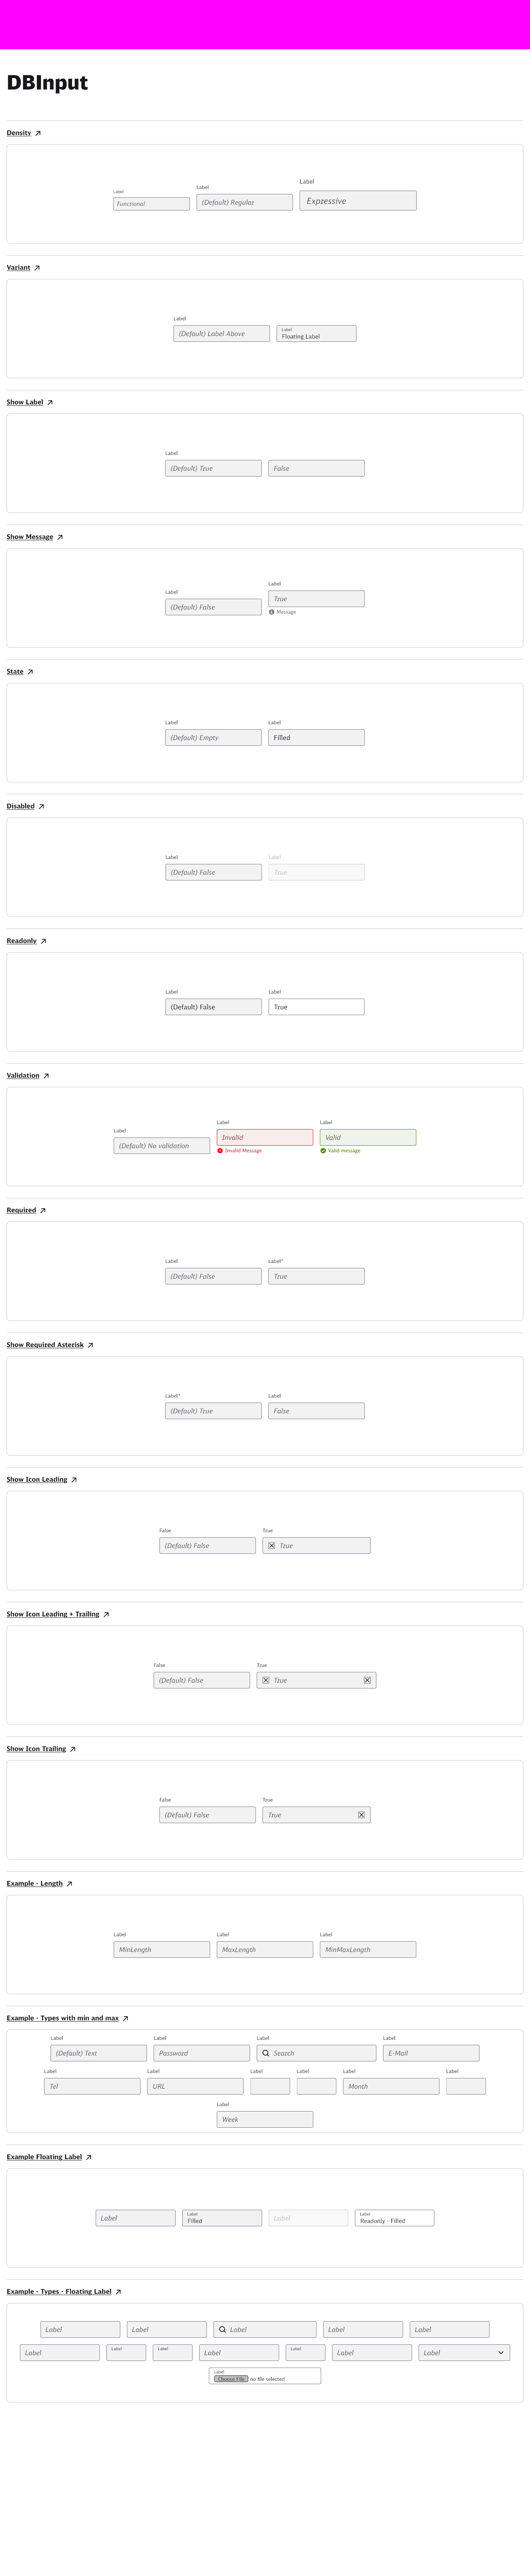 DBInput
Density
Label
Label
Label
Functional
(Default) Regular
Expressive
Variant
Label
(Default) Label Above
Label
Floating Label
Show Label
Label
(Default) True
False
Show Message
Label
Label
(Default) False
True
Message
State
Label
Label
(Default) Empty
Filled
Disabled
Label
Label
(Default) False
True
Readonly
Label
Label
(Default) False
True
Validation
Label
Label
Label
(Default) No validation
Invalid
Valid
Invalid Message
Valid message
Required
Label
Label*
(Default) False
True
Show Required Asterisk
Label*
Label
(Default) True
False
Show Icon Leading
False
True
(Default) False
True
Show Icon Leading + Trailing
False
True
(Default) False
True
Show Icon Trailing
False
True
(Default) False
True
Example - Length
Label
Label
Label
MinLength
MaxLength
MinMaxLength
Example - Types with min and max
Label
Label
Label
Label
(Default) Text
Password
Search
E-Mail
Label
Label
Label
Label
Label
Label
Tel
URL
Month
Label
Week
Example Floating Label
Label
Label
Filled
Label
Label
Readonly - Filled
Example - Types - Floating Label
Label
Label
Label
Label
Label
Label
Label
Label
Label
Label
Label
Label
Label
Choose File no file selected